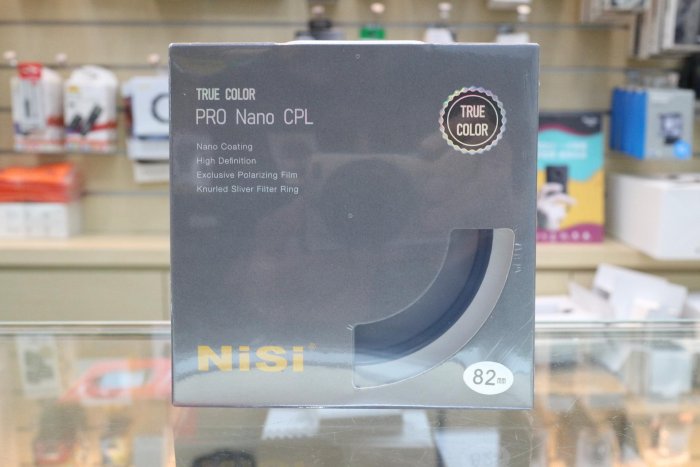 TRUE COLOR
PRO Nano CPL
Nano Coating
High Definition
Exclusive Polarizing Film
Knurled Sliver Filter Ring
TRUE
COLOR
NiSi
82mm